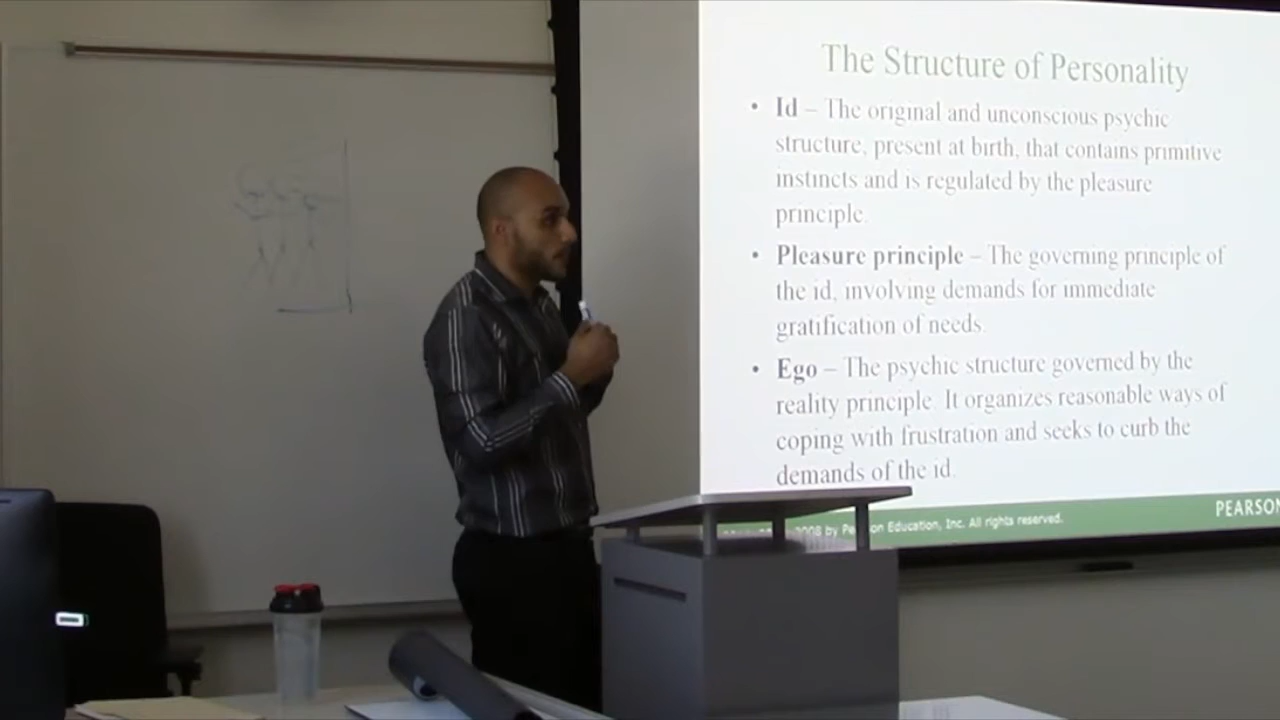 The Structure of Personality
• Id – The original and unconscious psychic
structure, present at birth, that contains primitive
instincts and is regulated by the pleasure
principle.
• Pleasure principle – The governing principle of
the id, involving demands for immediate
gratification of needs.
• Ego – The psychic structure governed by the
reality principle. It organizes reasonable ways of
coping with frustration and seeks to curb the
demands of the id.
2008 by Education, Inc. All rights reserved.
PEARSON